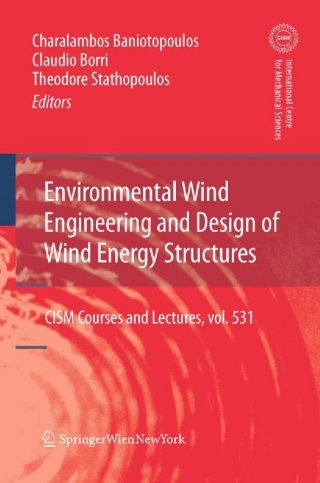 Charalambos Baniotopoulos
Claudio Borri
Theodore Stathopoulos
Editors
CISM
International Centre
for Mechanical Sciences
Environmental Wind
Engineering and Design of
Wind Energy Structures
CISM Courses and Lectures, vol. 531
SpringerWienNewYork